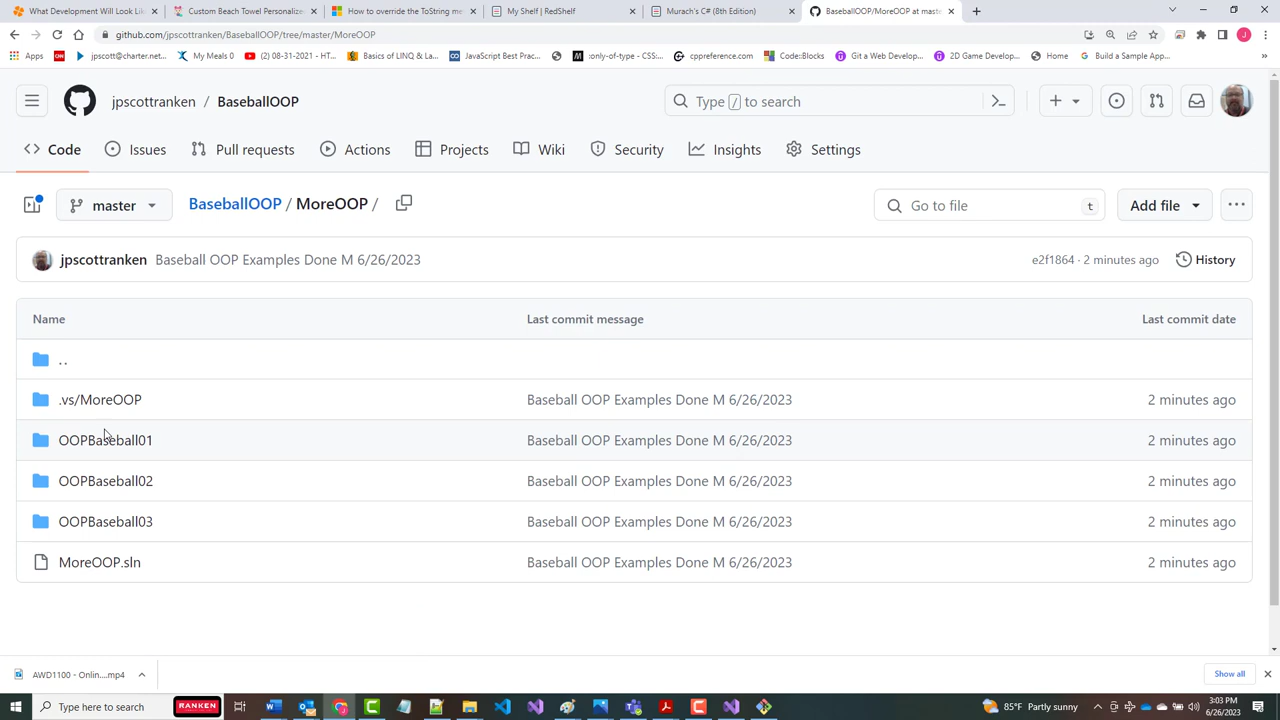 What Development Will Look Lik
Custom Beach Towel Personalize
How to override the ToString me
My Shelf | RedShelf
Murach's C# (8th Edition)
BaseballOOP/MoreOOP at maste
github.com/jpscottranken/BaseballOOP/tree/master/MoreOOP
Apps
jpscott@charter.net...
My Meals 0
(2) (08-31-2021 - HT...
Basics of LINQ & La...
JavaScript Best Prac...
:only-of-type - CSS:...
cppreference.com
Code::Blocks
Git a Web Develop...
2D Game Develop...
Home
Build a Sample App...
»
jpscottranken / BaseballOOP
Type / to search
Code
Issues
Pull requests
Actions
Projects
Wiki
Security
Insights
Settings
master
BaseballOOP / MoreOOP /
Go to file
t
Add file
jpscottranken Baseball OOP Examples Done M 6/26/2023
e2f1864 · 2 minutes ago
History
Name Last commit message Last commit date
..
.vs/MoreOOP Baseball OOP Examples Done M 6/26/2023 2 minutes ago
OOPBaseball01 Baseball OOP Examples Done M 6/26/2023 2 minutes ago
OOPBaseball02 Baseball OOP Examples Done M 6/26/2023 2 minutes ago
OOPBaseball03 Baseball OOP Examples Done M 6/26/2023 2 minutes ago
MoreOOP.sln Baseball OOP Examples Done M 6/26/2023 2 minutes ago
AWD1100 - Onlin....mp4
Show all
Type here to search
RANKEN
85°F Partly sunny
3:03 PM
6/26/2023